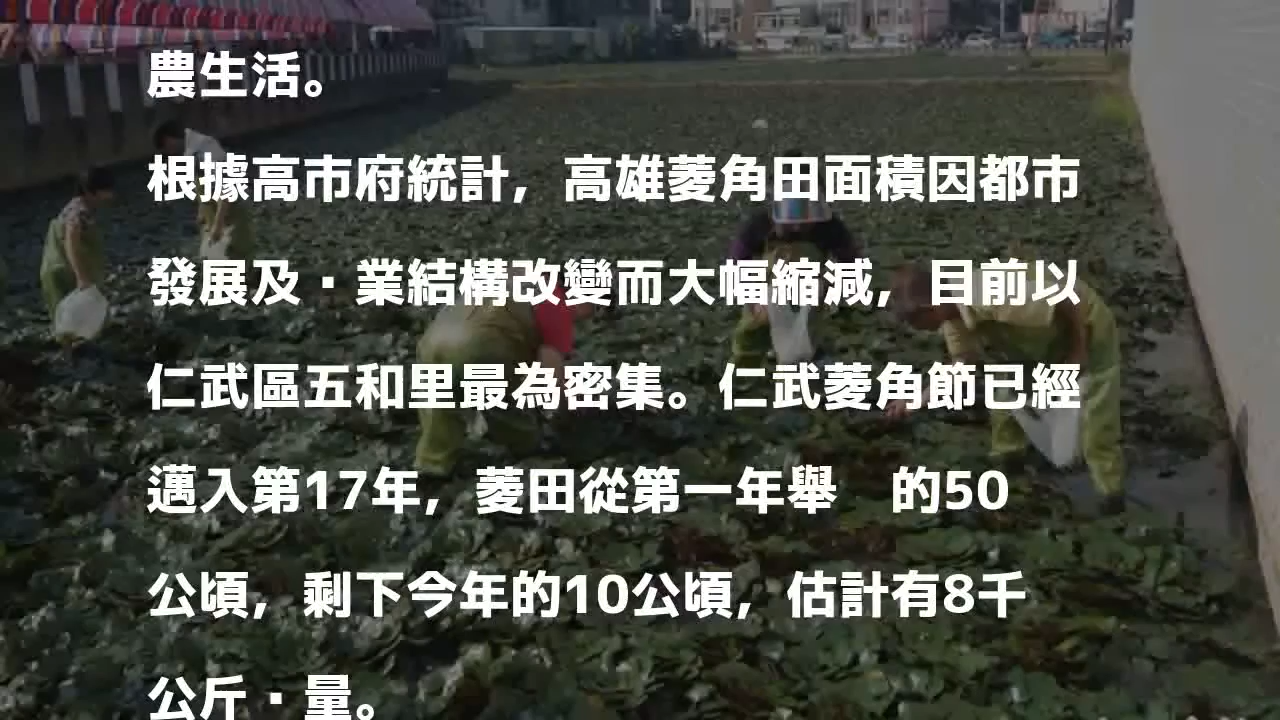 農生活。
根據高市府統計，高雄菱角田面積因都市
發展及·業結構改變而大幅縮減，目前以
仁武區五和里最為密集。仁武菱角節已經
邁入第17年，菱田從第一年舉　的50
公頃，剩下今年的10公頃，估計有8千
公斤·量。